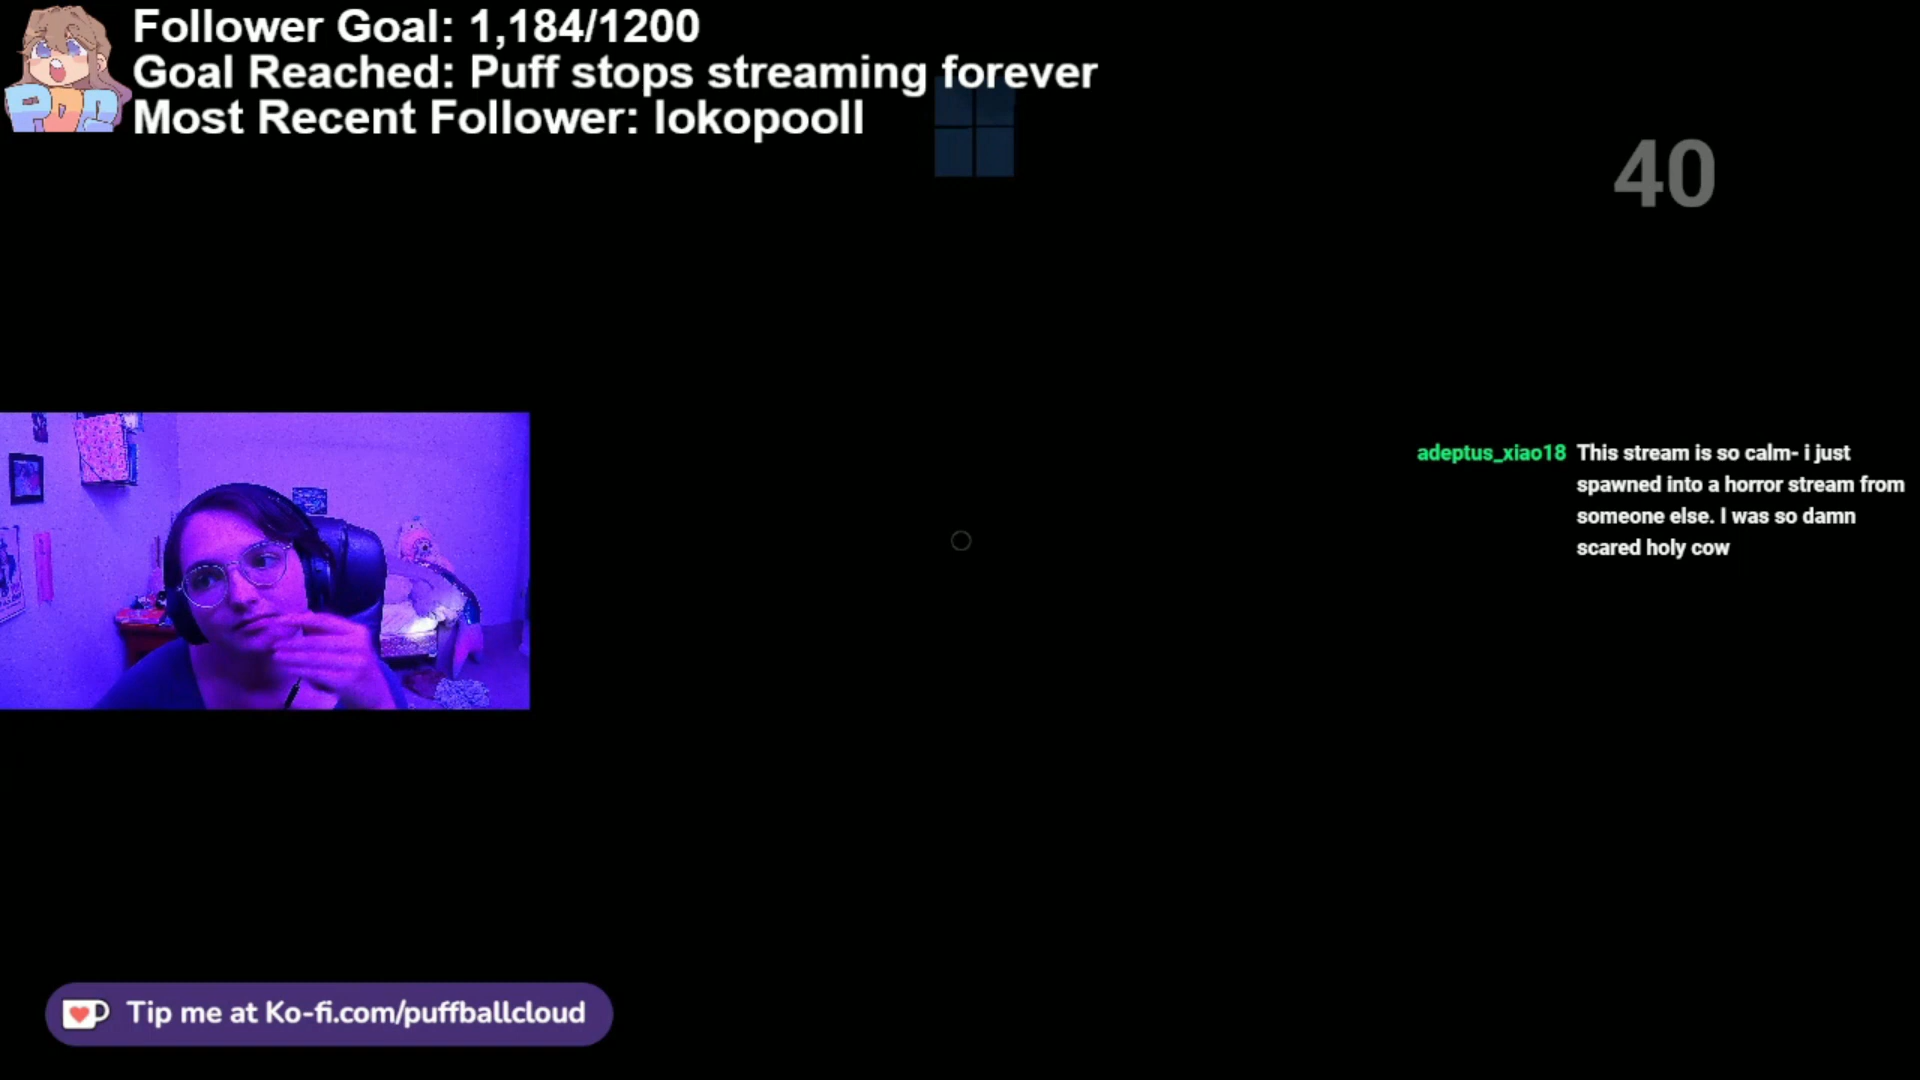 Follower Goal: 1,184/1200
Goal Reached: Puff stops streaming forever
Most Recent Follower: lokopooll
POG
40
adeptus_xiao18 This stream is so calm- i just
spawned into a horror stream from
someone else. I was so damn
scared holy cow
Tip me at Ko-fi.com/puffballcloud